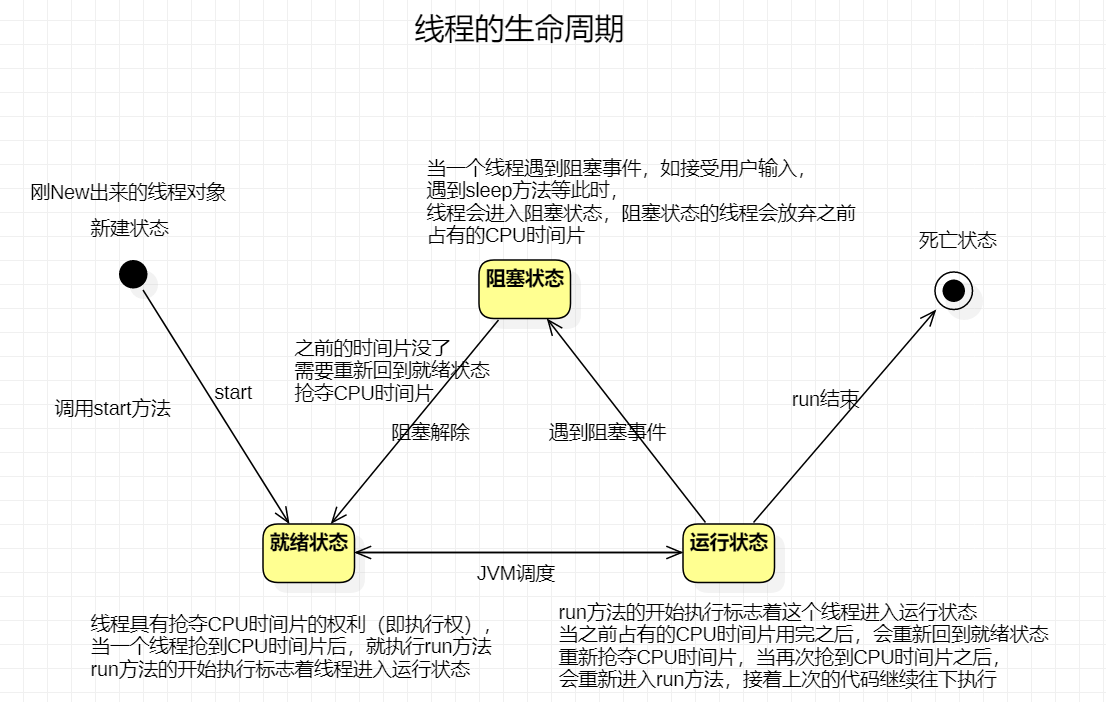 线程的生命周期
当一个线程遇到阻塞事件，如接受用户输入，
遇到sleep方法等此时，
线程会进入阻塞状态，阻塞状态的线程会放弃之前
占有的CPU时间片
刚New出来的线程对象
新建状态
死亡状态
阻塞状态
之前的时间片没了
需要重新回到就绪状态
抢夺CPU时间片
start
调用start方法
run结束
阻塞解除
遇到阻塞事件
就绪状态
运行状态
JVM调度
线程具有抢夺CPU时间片的权利（即执行权），
当一个线程抢到CPU时间片后，就执行run方法
run方法的开始执行标志着线程进入运行状态
run方法的开始执行标志着这个线程进入运行状态
当之前占有的CPU时间片用完之后，会重新回到就绪状态
重新抢夺CPU时间片，当再次抢到CPU时间片之后，
会重新进入run方法，接着上次的代码继续往下执行